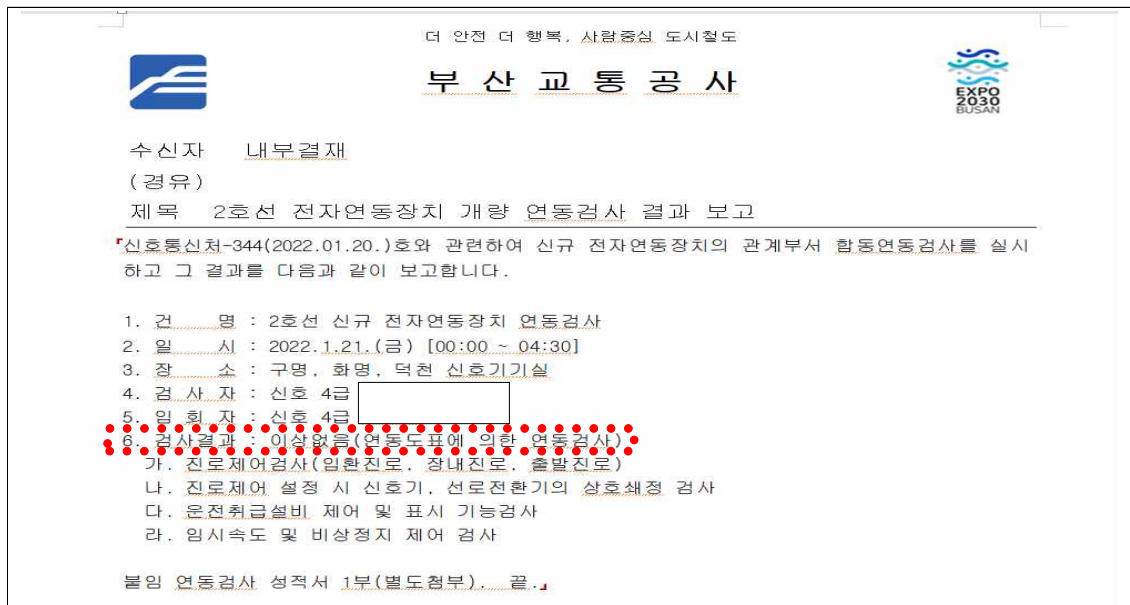 더 안전 더 행복, 사람중심 도시철도
부 산 교 통 공 사
EXPO
2030
BUSAN
수신자 내부결재
(경유)
제목 2호선 전자연동장치 개량 연동검사 결과 보고
「신호통신처-344(2022.01.20.)호와 관련하여 신규 전자연동장치의 관계부서 합동연동검사를 실시
하고 그 결과를 다음과 같이 보고합니다.
1. 건 명 : 2호선 신규 전자연동장치 연동검사
2. 일 시 : 2022.1.21.(금) [00:00 ~ 04:30]
3. 장 소 : 구명, 화명, 덕천 신호기기실
4. 검 사 자 : 신호 4급
5. 임 회 자 : 신호 4급
6. 검사결과 : 이상없음(연동도표에 의한 연동검사)
가. 진로제어검사(입환진로, 장내진로, 출발진로)
나. 진로제어 설정 시 신호기, 선로전환기의 상호쇄정 검사
다. 운전취급설비 제어 및 표시 기능검사
라. 임시속도 및 비상정지 제어 검사
붙임 연동검사 성적서 1부(별도첨부). 끝.」